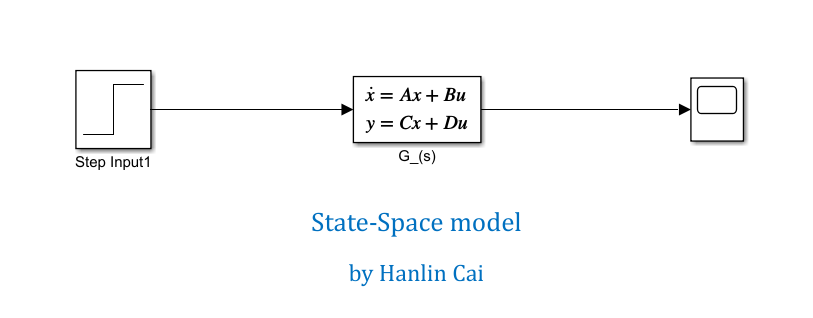 ẋ = Ax + Bu
y = Cx + Du
Step Input1
G_(s)
State-Space model
by Hanlin Cai